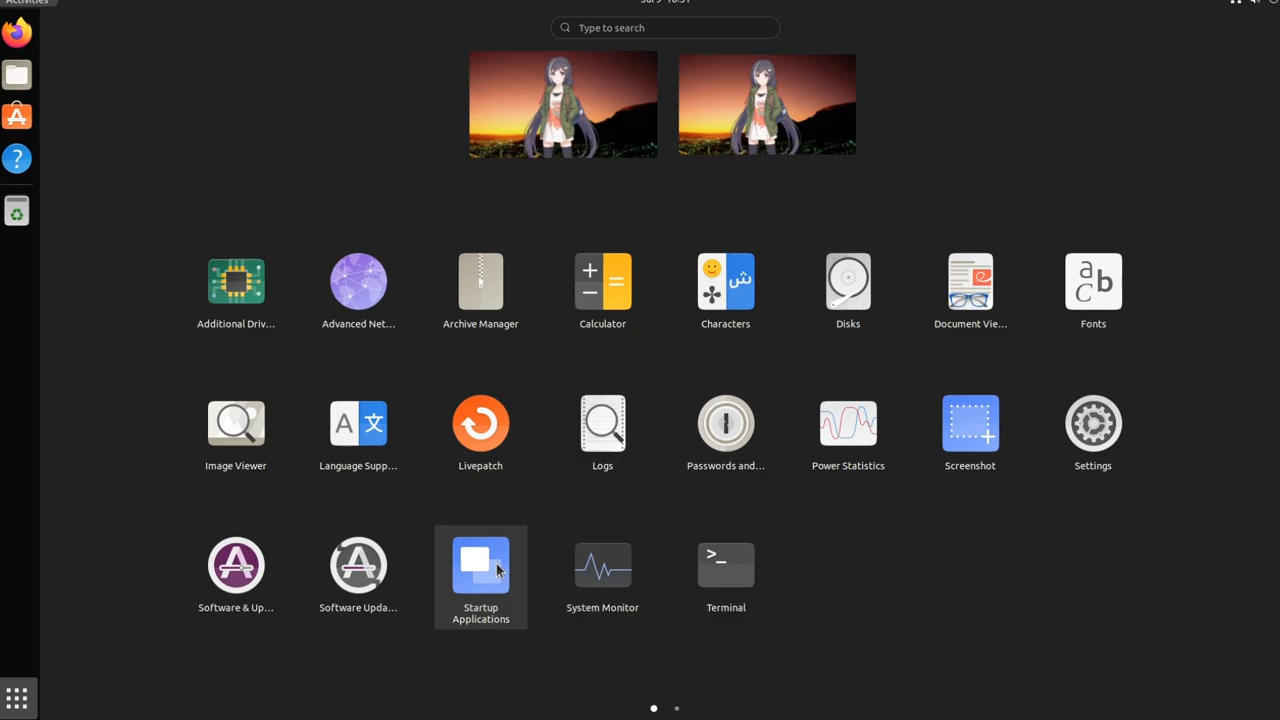 Activities
Type to search
Additional Driv...
Advanced Net...
Archive Manager
Calculator
Characters
Disks
Document Vie...
Fonts
Image Viewer
Language Supp...
Livepatch
Logs
Passwords and...
Power Statistics
Screenshot
Settings
Software & Up...
Software Upda...
Startup
Applications
System Monitor
Terminal